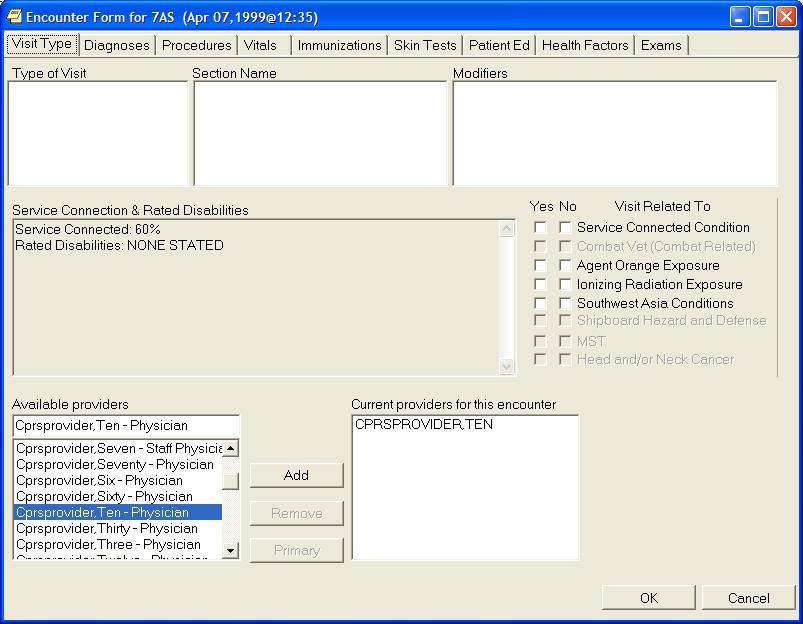 Encounter Form for 7AS (Apr 07,1999@12:35)
Visit Type Diagnoses Procedures Vitals Immunizations Skin Tests Patient Ed Health Factors Exams
Type of Visit Section Name Modifiers
Service Connection & Rated Disabilities
Service Connected: 60%
Rated Disabilities: NONE STATED
Yes No Visit Related To
Service Connected Condition
Combat Vet (Combat Related)
Agent Orange Exposure
Ionizing Radiation Exposure
Southwest Asia Conditions
Shipboard Hazard and Defense
MST
Head and/or Neck Cancer
Available providers
Cprsprovider,Ten - Physician
Cprsprovider,Seven - Staff Physicia
Cprsprovider,Seventy - Physician
Cprsprovider,Six - Physician
Cprsprovider,Sixty - Physician
Cprsprovider,Ten - Physician
Cprsprovider,Thirty - Physician
Cprsprovider,Three - Physician
Cprsprovider,Twelve - Physician
Add
Remove
Primary
Current providers for this encounter
CPRSPROVIDER,TEN
OK Cancel